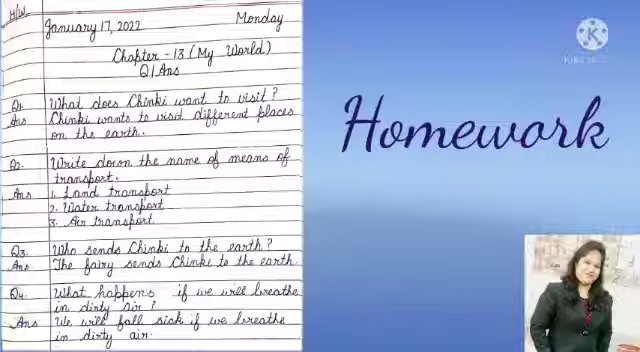 H/W
January 17, 2022 Monday
Chapter - 13 (My World)
Q/Ans
Q1. What does Chinki want to visit?
Ans Chinki wants to visit different places
on the earth.
Q2. Write down the name of means of
transport.
Ans 1. Land transport
2. Water transport
3. Air transport
Q3. Who sends Chinki to the earth?
Ans The fairy sends Chinki to the earth.
Q4. What happens if we will breathe
in dirty air?
Ans We will fall sick if we breathe
in dirty air.
Homework
K